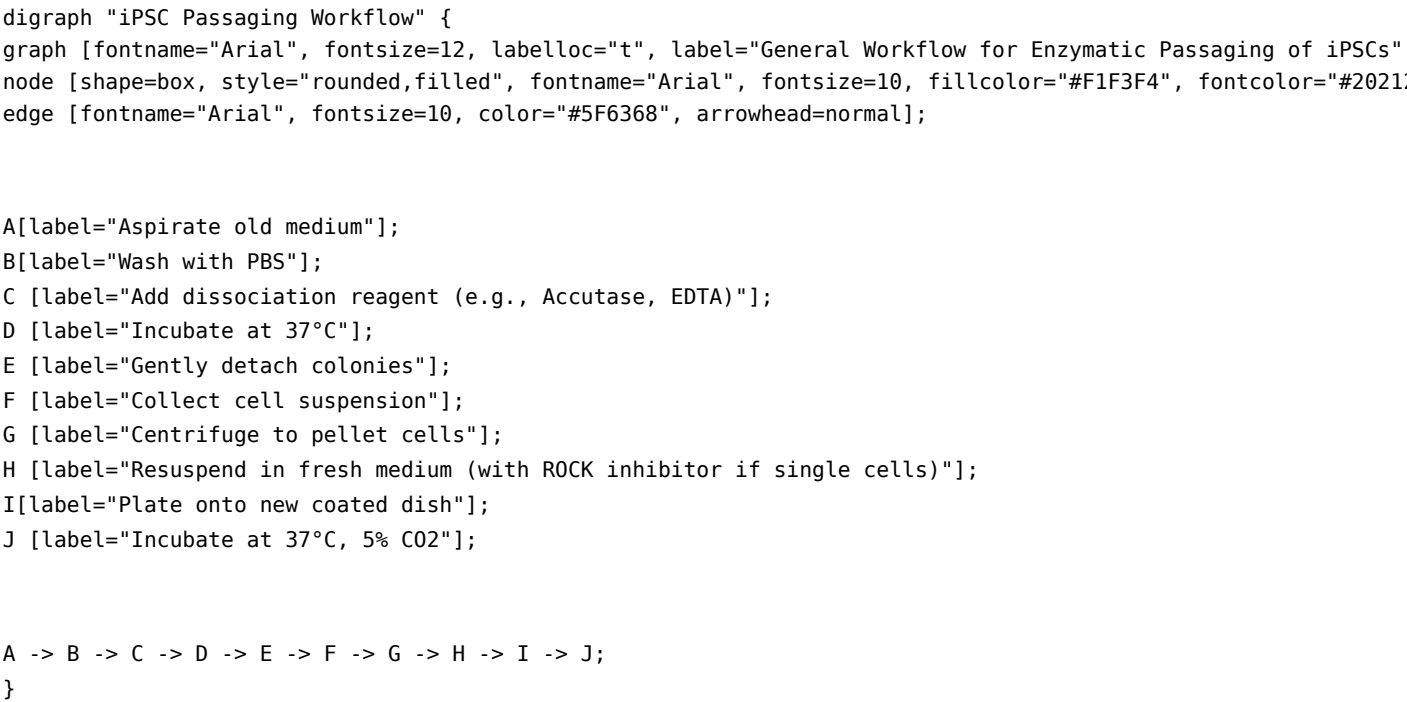 digraph "iPSC Passaging Workflow" {
graph [fontname="Arial", fontsize=12, labelloc="t", label="General Workflow for Enzymatic Passaging of iPSCs"
node [shape=box, style="rounded,filled", fontname="Arial", fontsize=10, fillcolor="#F1F3F4", fontcolor="#20212
edge [fontname="Arial", fontsize=10, color="#5F6368", arrowhead=normal];
A[label="Aspirate old medium"];
B[label="Wash with PBS"];
C [label="Add dissociation reagent (e.g., Accutase, EDTA)"];
D [label="Incubate at 37°C"];
E [label="Gently detach colonies"];
F [label="Collect cell suspension"];
G [label="Centrifuge to pellet cells"];
H [label="Resuspend in fresh medium (with ROCK inhibitor if single cells)"];
I[label="Plate onto new coated dish"];
J [label="Incubate at 37°C, 5% CO2"];
A -> B -> C -> D -> E -> F -> G -> H -> I -> J;
}